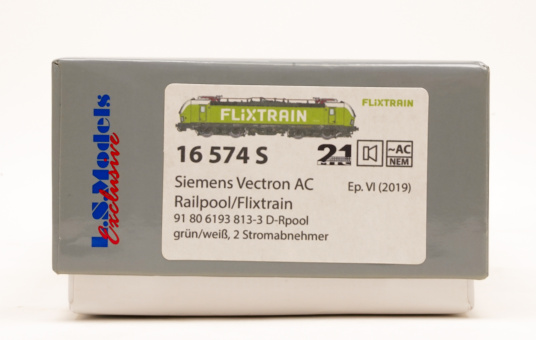 L.S.Models
exclusive
FLiXTRAIN
FLiXTRAIN
16 574 S
21
MTC
~AC
NEM
Siemens Vectron AC
Ep. VI (2019)
Railpool/Flixtrain
91 80 6193 813-3 D-Rpool
grün/weiß, 2 Stromabnehmer